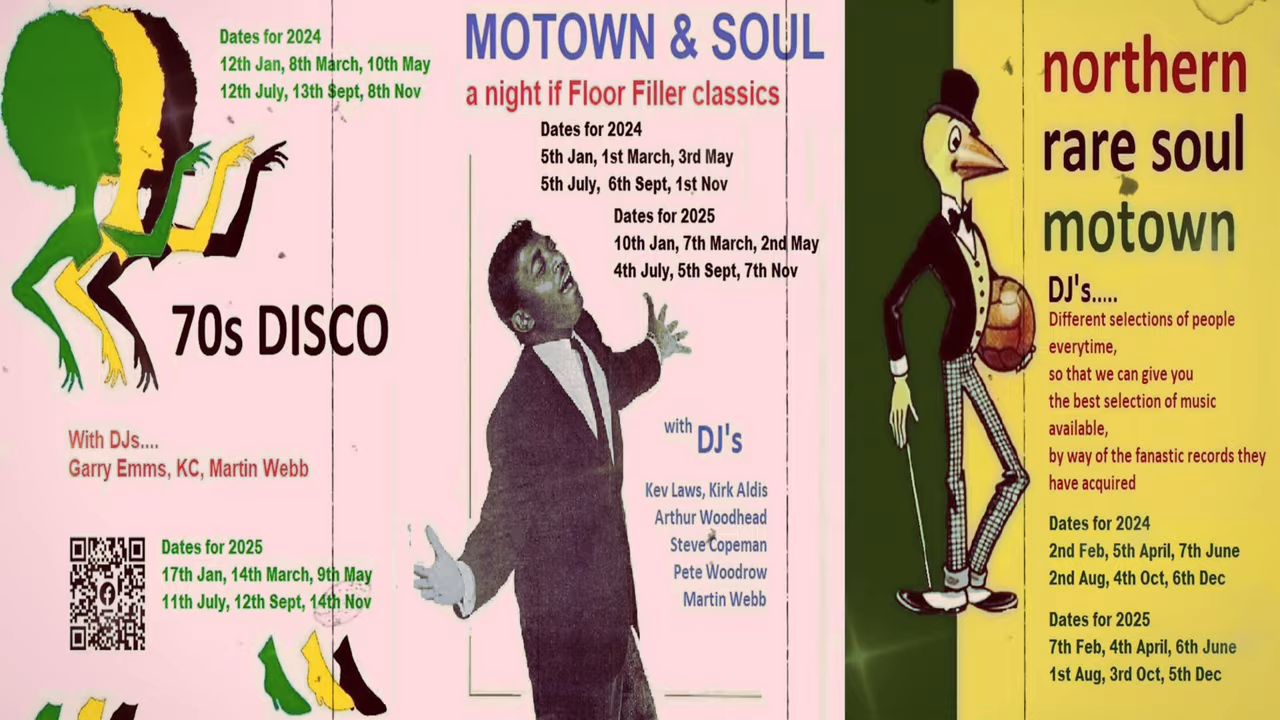 Dates for 2024
12th Jan, 8th March, 10th May
12th July, 13th Sept, 8th Nov
70s DISCO
With DJs....
Garry Emms, KC, Martin Webb
Dates for 2025
17th Jan, 14th March, 9th May
11th July, 12th Sept, 14th Nov
MOTOWN & SOUL
a night if Floor Filler classics
Dates for 2024
5th Jan, 1st March, 3rd May
5th July, 6th Sept, 1st Nov
Dates for 2025
10th Jan, 7th March, 2nd May
4th July, 5th Sept, 7th Nov
with DJ's
Kev Laws, Kirk Aldis
Arthur Woodhead
Steve Copeman
Pete Woodrow
Martin Webb
northern
rare soul
motown
DJ's.....
Different selections of people
everytime,
so that we can give you
the best selection of music
available,
by way of the fanastic records they
have acquired
Dates for 2024
2nd Feb, 5th April, 7th June
2nd Aug, 4th Oct, 6th Dec
Dates for 2025
7th Feb, 4th April, 6th June
1st Aug, 3rd Oct, 5th Dec